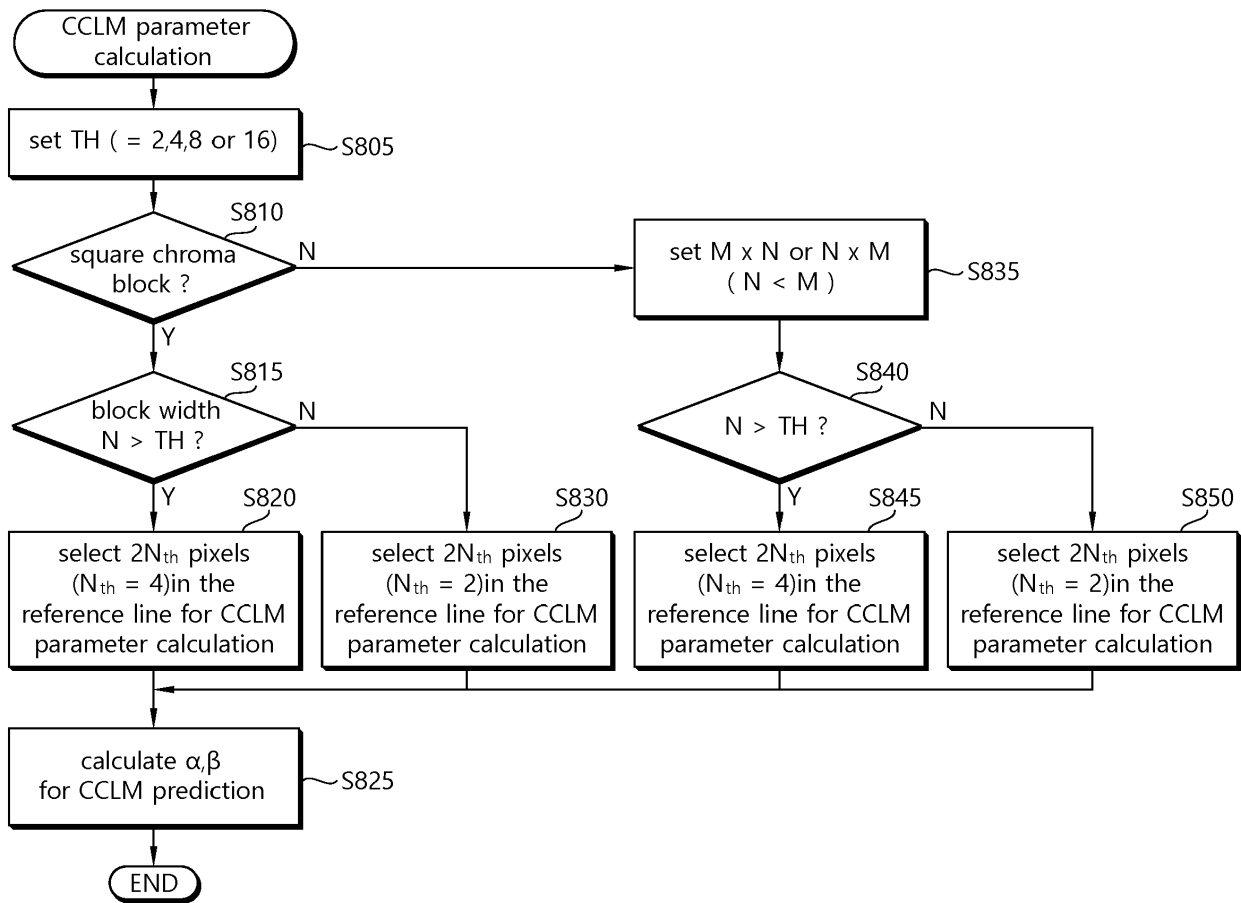 CCLM parameter
calculation
set TH ( = 2,4,8 or 16)
S805
S810
square chroma
block ?
N
Y
set M x N or N x M
( N < M )
S835
S815
block width
N > TH ?
N
Y
S840
N > TH ?
N
Y
S820
select 2Nth pixels
(Nth = 4)in the
reference line for CCLM
parameter calculation
S830
select 2Nth pixels
(Nth = 2)in the
reference line for CCLM
parameter calculation
S845
select 2Nth pixels
(Nth = 4)in the
reference line for CCLM
parameter calculation
S850
select 2Nth pixels
(Nth = 2)in the
reference line for CCLM
parameter calculation
calculate α,β
for CCLM prediction
S825
END